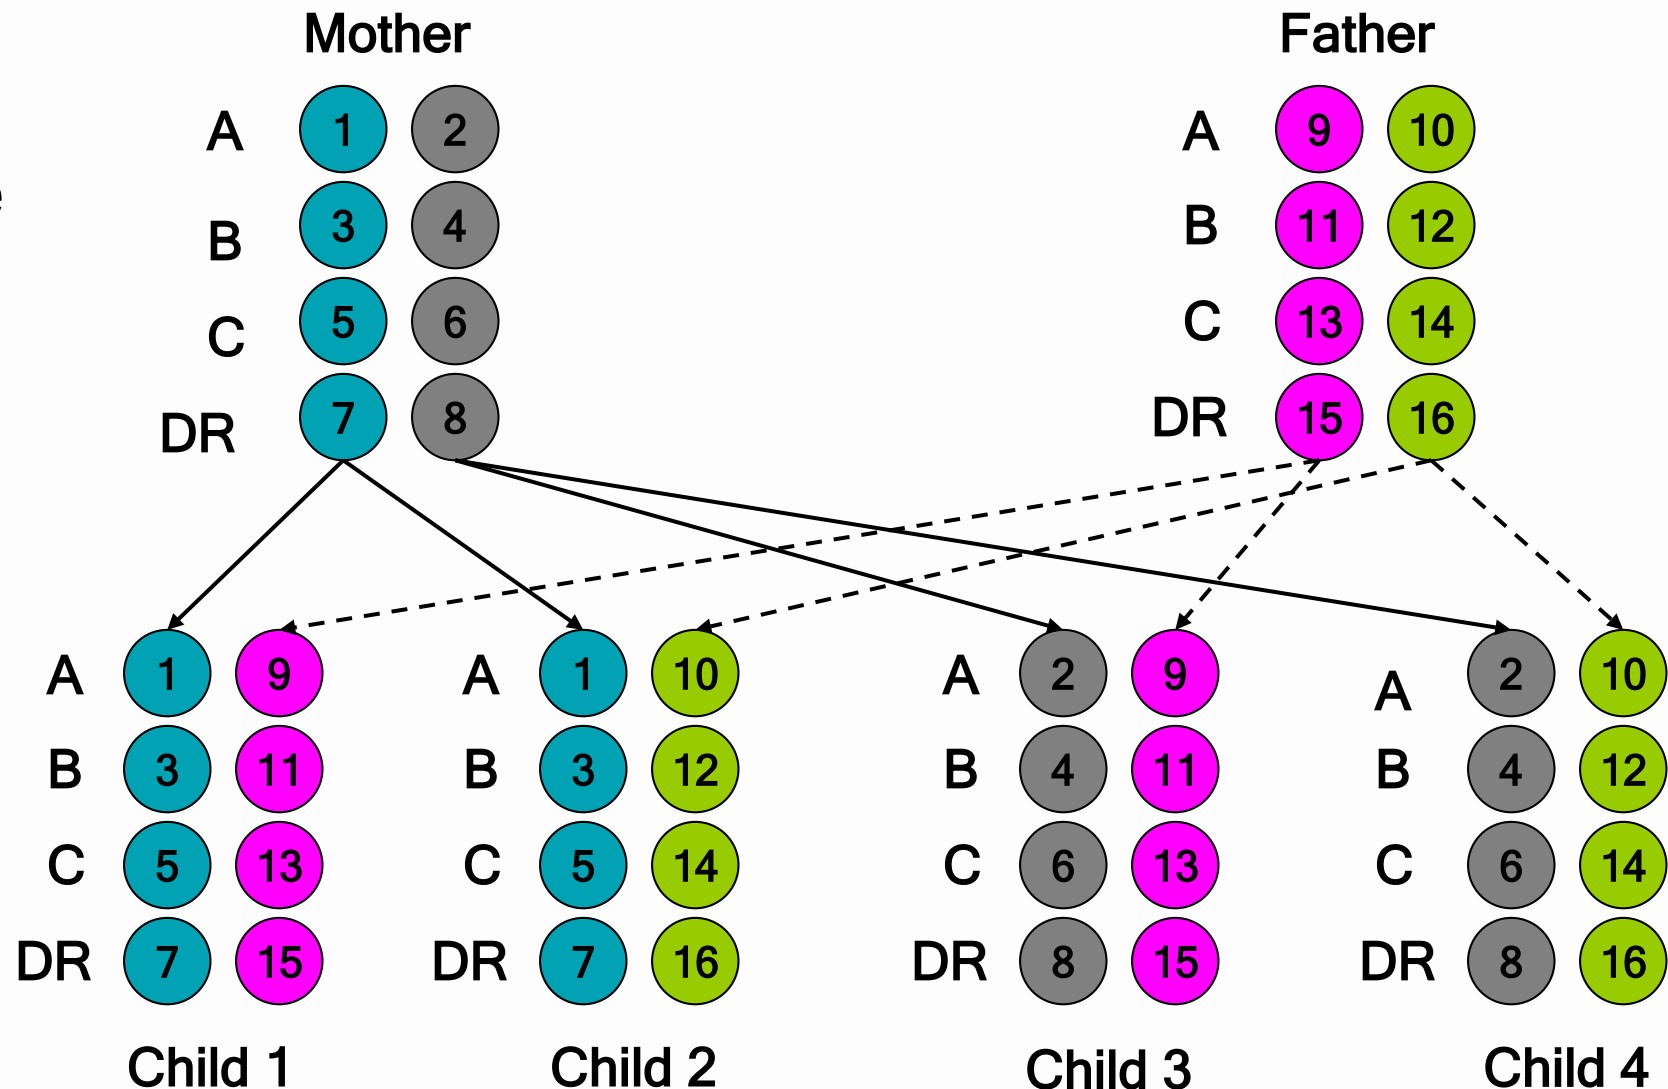 Mother Father
A 1 2 A 9 10
B 3 4 B 11 12
C 5 6 C 13 14
DR 7 8 DR 15 16
A 1 9 A 1 10 A 2 9 A 2 10
B 3 11 B 3 12 B 4 11 B 4 12
C 5 13 C 5 14 C 6 13 C 6 14
DR 7 15 DR 7 16 DR 8 15 DR 8 16
Child 1 Child 2 Child 3 Child 4